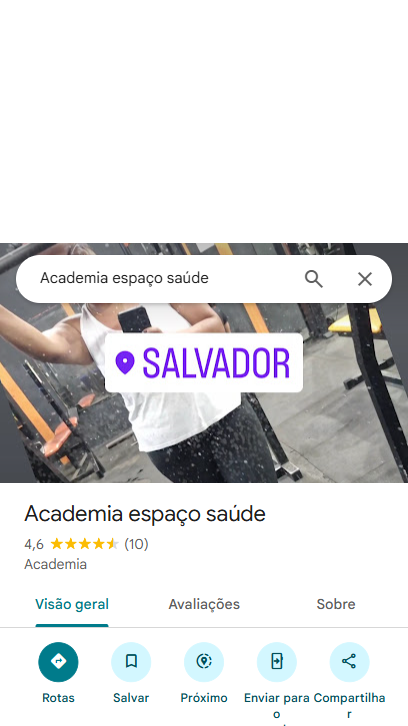 Academia espaço saúde
SALVADOR
Academia espaço saúde
4,6 (10)
Academia
Visão geral Avaliações Sobre
Rotas Salvar Próximo Enviar para o Compartilhar